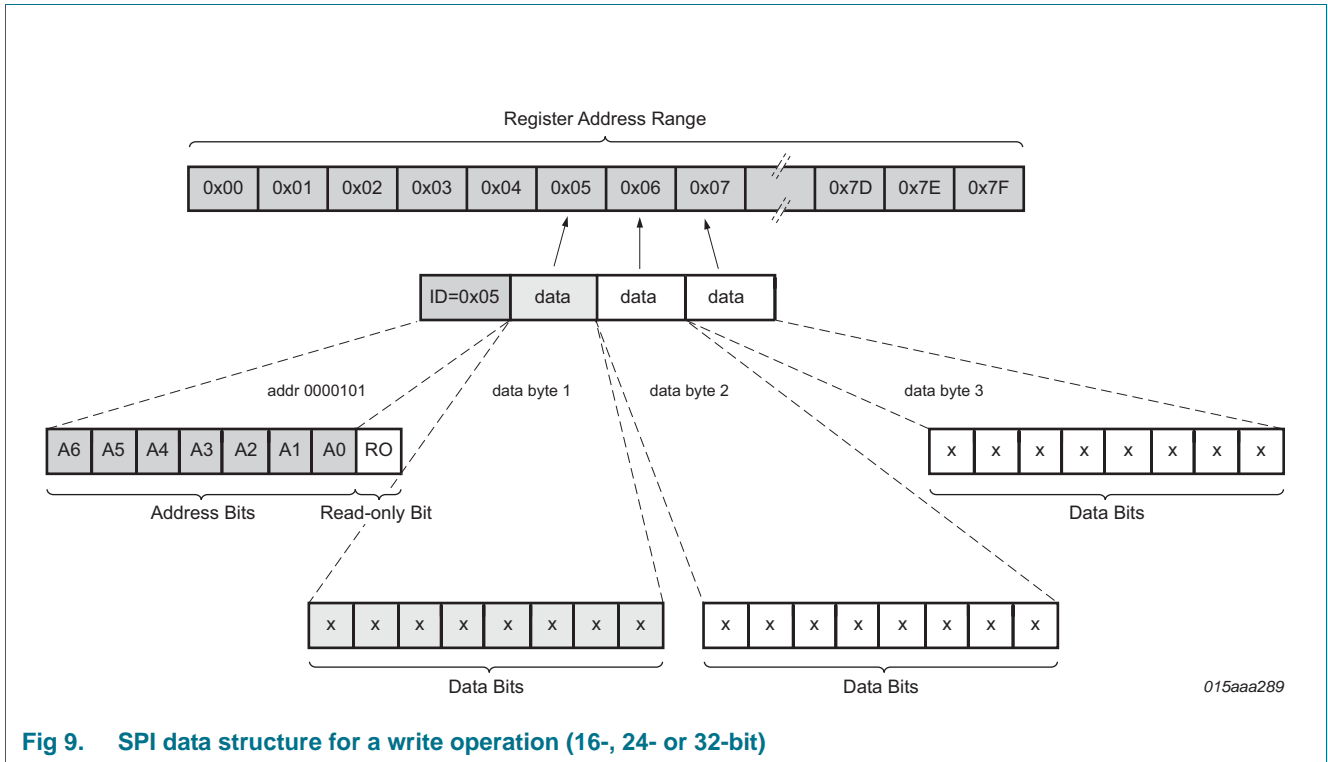 Register Address Range
0x00 0x01 0x02 0x03 0x04 0x05 0x06 0x07 0x7D 0x7E 0x7F
ID=0x05 data data data
addr 0000101 data byte 1 data byte 2 data byte 3
A6 A5 A4 A3 A2 A1 A0 RO x x x x x x x x
Address Bits Read-only Bit Data Bits
x x x x x x x x x x x x x x x x
Data Bits Data Bits 015aaa289
Fig 9. SPI data structure for a write operation (16-, 24- or 32-bit)